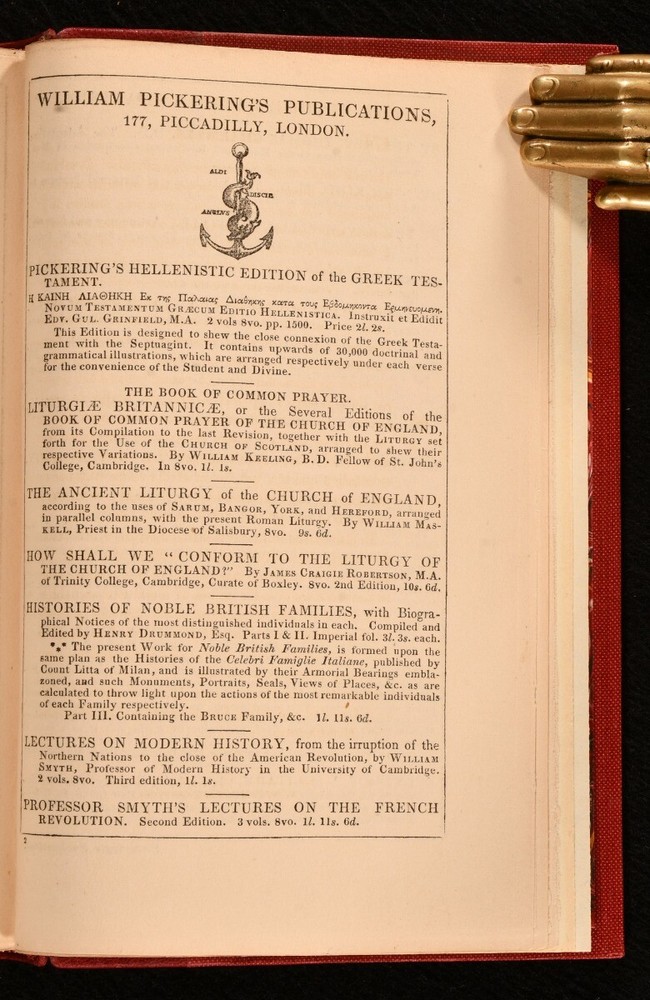 WILLIAM PICKERING'S PUBLICATIONS,
177, PICCADILLY, LONDON.
ALDI
DISCIP.
ANGLVS
PICKERING'S HELLENISTIC EDITION of the GREEK TES-
TAMENT.
Η ΚΑΙΝΗ ΔΙΑΘΗΚΗ Εκ της Παλαιας Διαθηκης κατα τους Εβδομηκοντα Ερμηνευομενη.
NOVUM TESTAMENTUM GRÆCUM EDITIO HELLENISTICA. Instruxit et Edidit
EDV. GUL. GRINFIELD, M.A. 2 vols 8vo. pp. 1500. Price 2l. 2s.
This Edition is designed to shew the close connexion of the Greek Testa-
ment with the Septuagint. It contains upwards of 30,000 doctrinal and
grammatical illustrations, which are arranged respectively under each verse
for the convenience of the Student and Divine.
THE BOOK OF COMMON PRAYER.
LITURGIÆ BRITANNICÆ, or the Several Editions of the
BOOK OF COMMON PRAYER OF THE CHURCH OF ENGLAND,
from its Compilation to the last Revision, together with the LITURGY set
forth for the Use of the CHURCH OF SCOTLAND, arranged to shew their
respective Variations. By WILLIAM KEELING, B.D. Fellow of St. John's
College, Cambridge. In 8vo. 1l. 1s.
THE ANCIENT LITURGY of the CHURCH of ENGLAND,
according to the uses of SARUM, BANGOR, YORK, and HEREFORD, arranged
in parallel columns, with the present Roman Liturgy. By WILLIAM MAS-
KELL, Priest in the Diocese of Salisbury, 8vo. 9s. 6d.
HOW SHALL WE "CONFORM TO THE LITURGY OF
THE CHURCH OF ENGLAND?" By JAMES CRAIGIE ROBERTSON, M.A.
of Trinity College, Cambridge, Curate of Boxley. 8vo. 2nd Edition, 10s. 6d.
HISTORIES OF NOBLE BRITISH FAMILIES, with Biogra-
phical Notices of the most distinguished individuals in each. Compiled and
Edited by HENRY DRUMMOND, Esq. Parts I & II. Imperial fol. 3l. 3s. each.
*** The present Work for Noble British Families, is formed upon the
same plan as the Histories of the Celebri Famiglie Italiane, published by
Count Litta of Milan, and is illustrated by their Armorial Bearings embla-
zoned, and such Monuments, Portraits, Seals, Views of Places, &c. as are
calculated to throw light upon the actions of the most remarkable individuals
of each Family respectively.
Part III. Containing the BRUCE Family, &c. 1l. 11s. 6d.
LECTURES ON MODERN HISTORY, from the irruption of the
Northern Nations to the close of the American Revolution, by WILLIAM
SMYTH, Professor of Modern History in the University of Cambridge.
2 vols. 8vo. Third edition, 1l. 1s.
PROFESSOR SMYTH'S LECTURES ON THE FRENCH
REVOLUTION. Second Edition. 3 vols. 8vo. 1l. 11s. 6d.
2